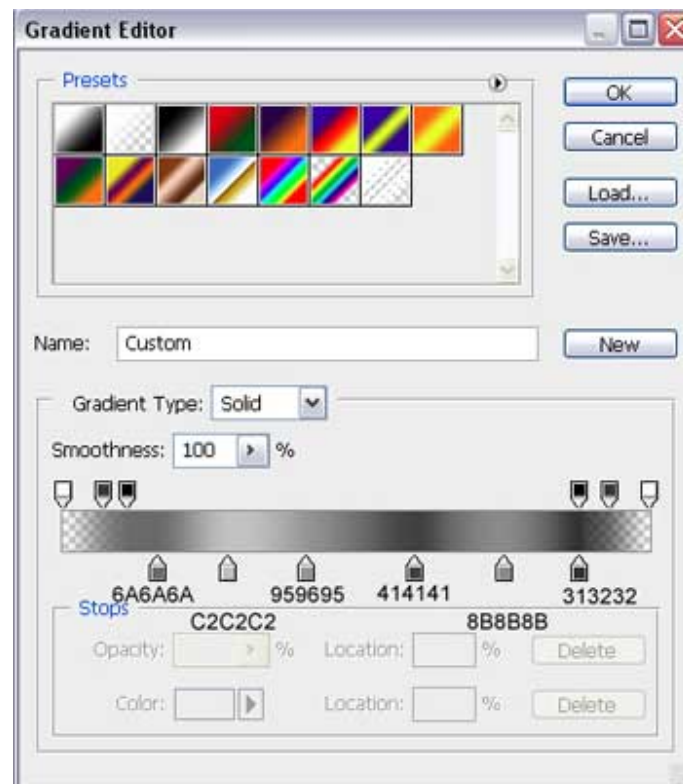 Gradient Editor
Presets
OK
Cancel
Load...
Save...
Name: Custom
New
Gradient Type: Solid
Smoothness: 100 %
6A6A6A 959695 414141 313232
Stops
C2C2C2 8B8B8B
Opacity: % Location: % Delete
Color: Location: % Delete